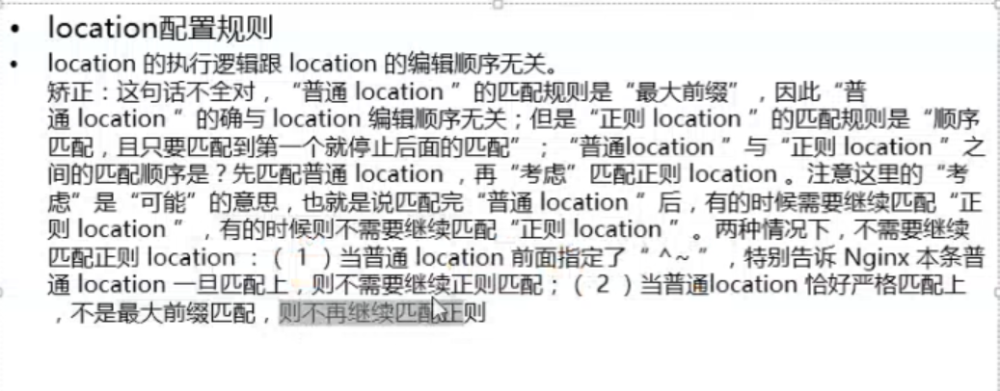 • location配置规则
• location 的执行逻辑跟 location 的编辑顺序无关。
矫正：这句话不全对，“普通 location ”的匹配规则是“最大前缀”，因此“普
通 location ”的确与 location 编辑顺序无关；但是“正则 location ”的匹配规则是“顺序
匹配，且只要匹配到第一个就停止后面的匹配”；“普通location ”与“正则 location ”之
间的匹配顺序是？先匹配普通 location ，再“考虑”匹配正则 location 。注意这里的“考
虑”是“可能”的意思，也就是说匹配完“普通 location ”后，有的时候需要继续匹配“正
则 location ”，有的时候则不需要继续匹配“正则 location ”。两种情况下，不需要继续
匹配正则 location ：（ 1 ）当普通 location 前面指定了“ ^~ ”，特别告诉 Nginx 本条普
通 location 一旦匹配上，则不需要继续正则匹配；（ 2 ）当普通location 恰好严格匹配上
，不是最大前缀匹配，则不再继续匹配正则